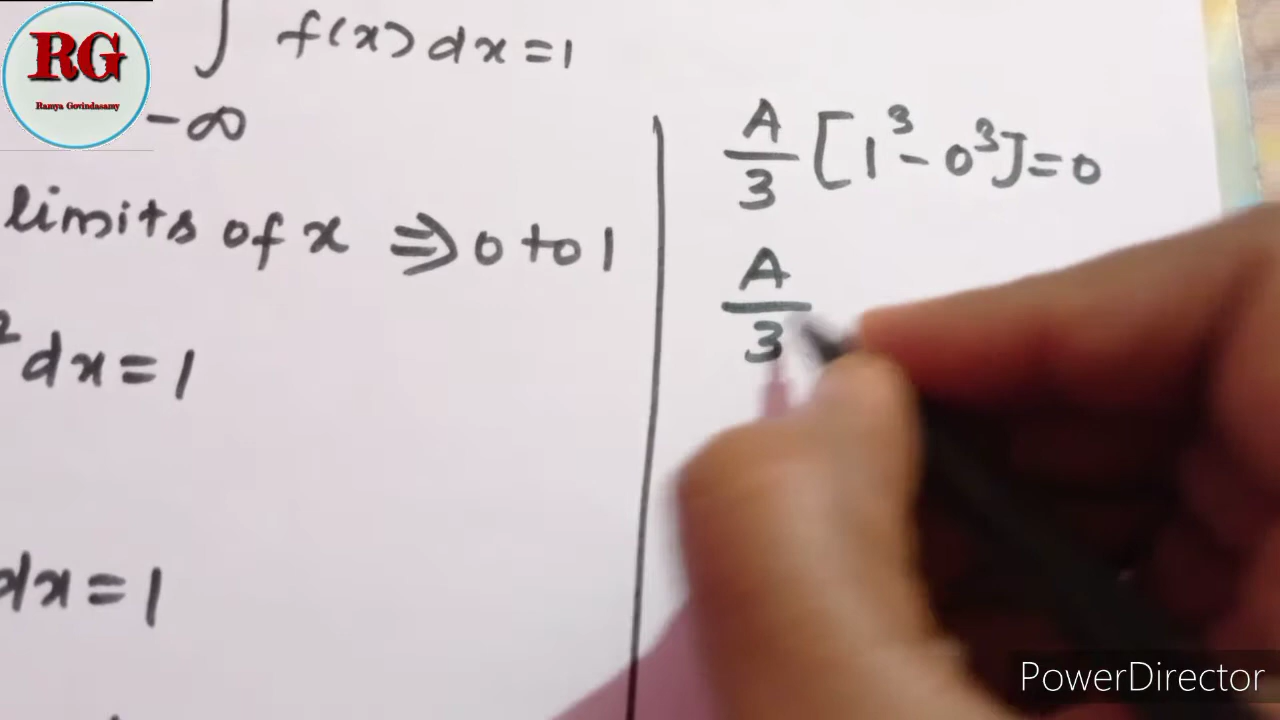 RG
Ramya Govindasamy
∫ f(x) dx = 1
-∞
limits of x ⇒ 0 to 1
² dx = 1
dx = 1
A/3 [1³ - 0³] = 0
A/3
PowerDirector